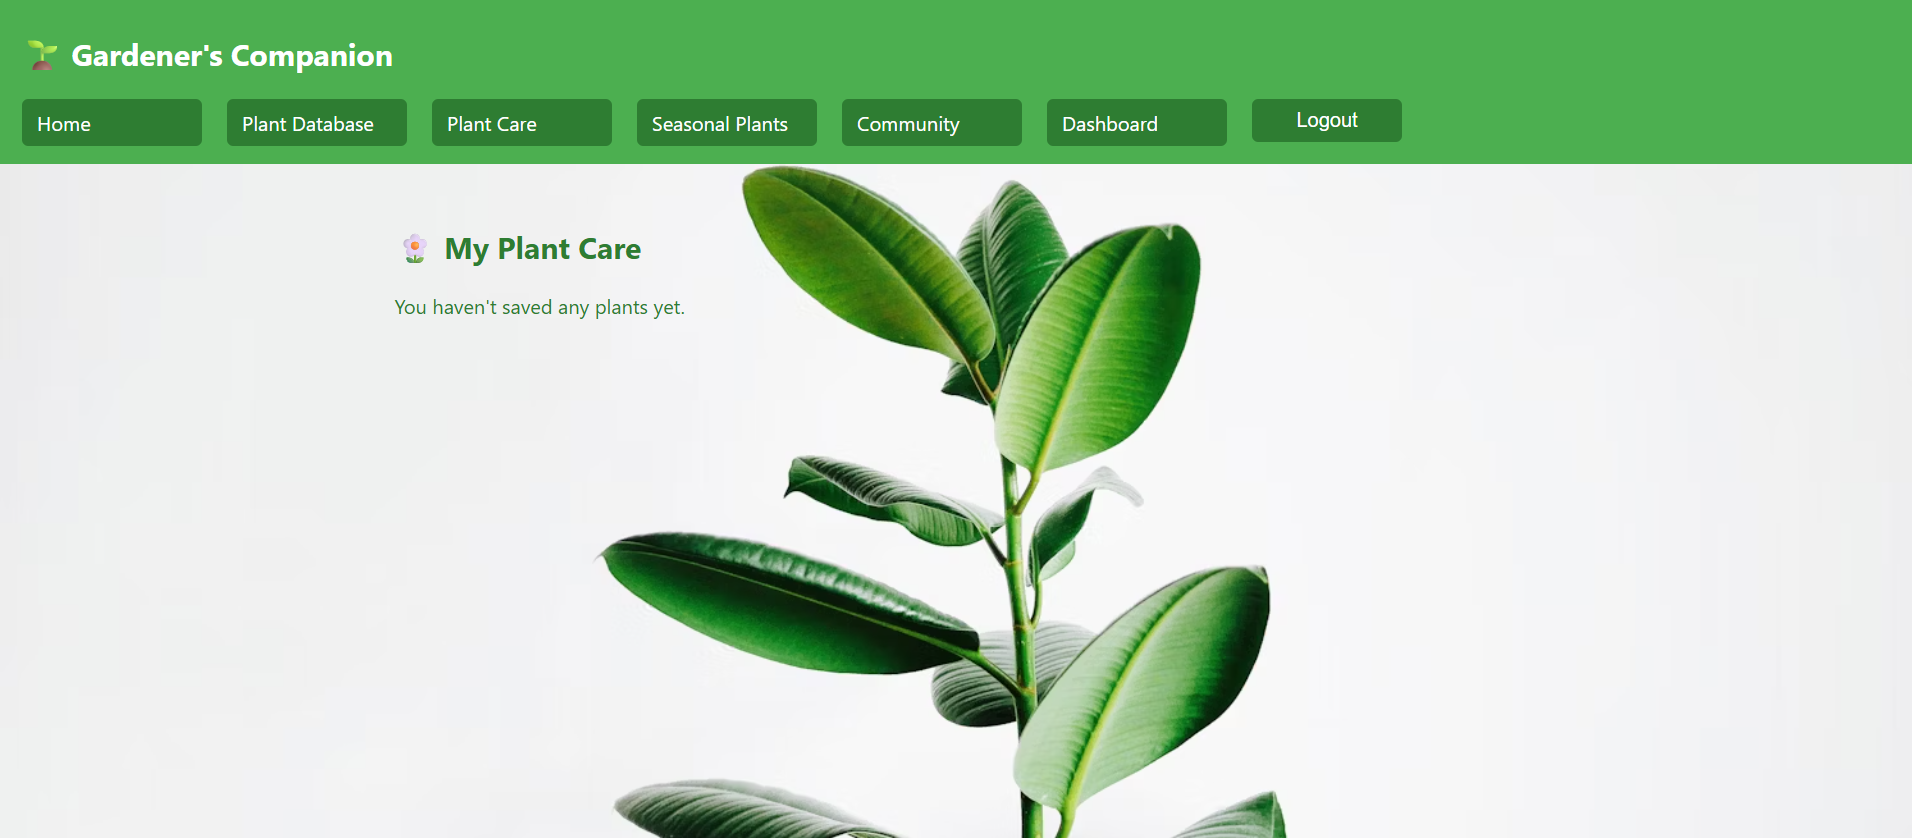 Gardener's Companion
Home
Plant Database
Plant Care
Seasonal Plants
Community
Dashboard
Logout
My Plant Care
You haven't saved any plants yet.